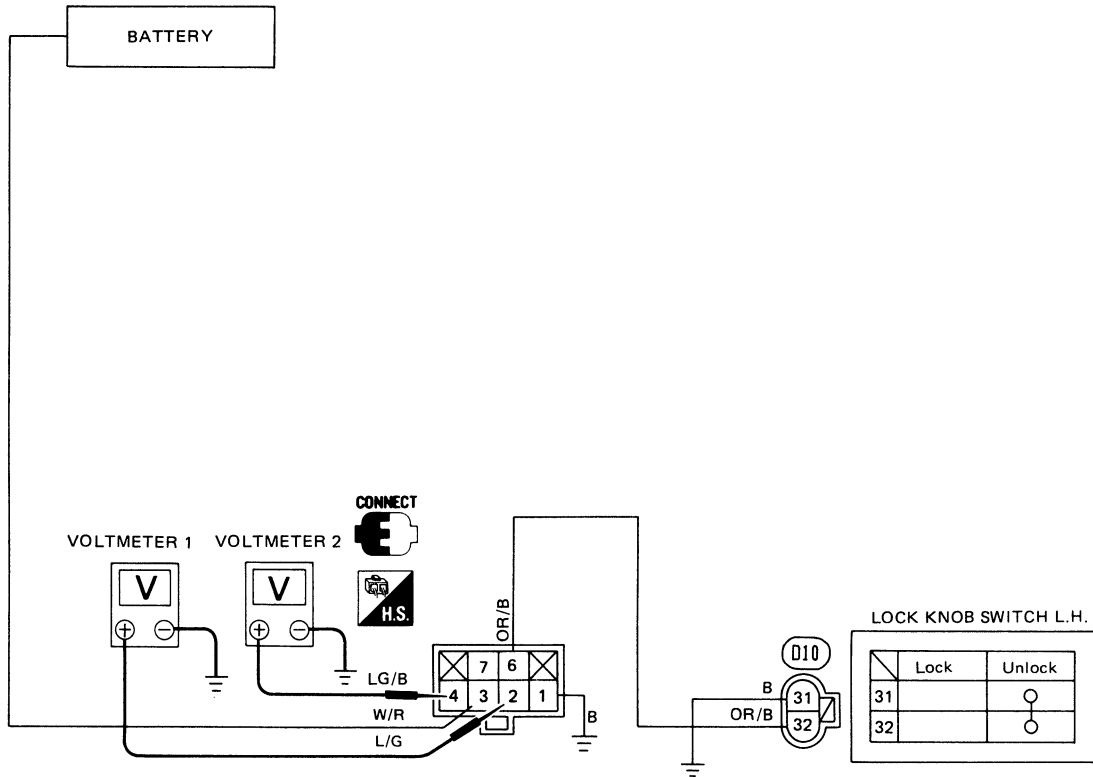 BATTERY
CONNECT
VOLTMETER 1
VOLTMETER 2
V
V
H.S.
+
−
+
−
OR/B
LG/B
W/R
L/G
7
6
4
3
2
1
B
D10
B
31
OR/B
32
LOCK KNOB SWITCH L.H.
Lock
Unlock
31
32